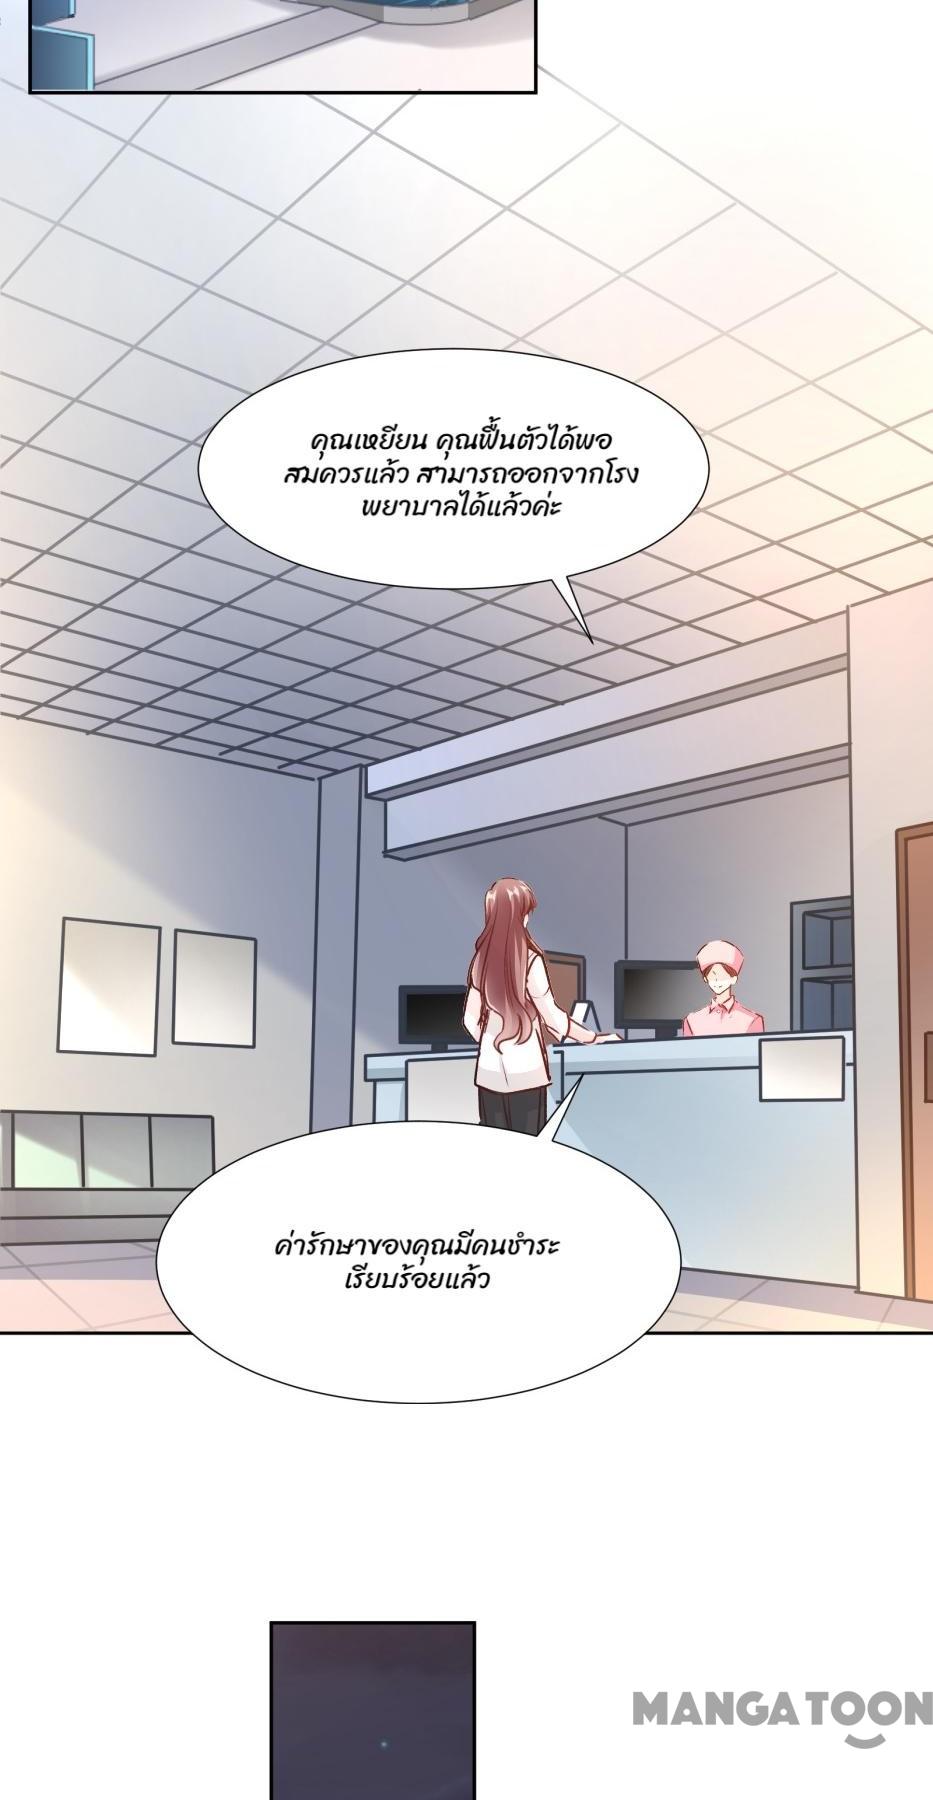 คุณเหยียน คุณฟื้นตัวได้พอ
สมควรแล้ว สามารถออกจากโรง
พยาบาลได้แล้วค่ะ
ค่ารักษาของคุณมีคนชำระ
เรียบร้อยแล้ว
MANGATOON